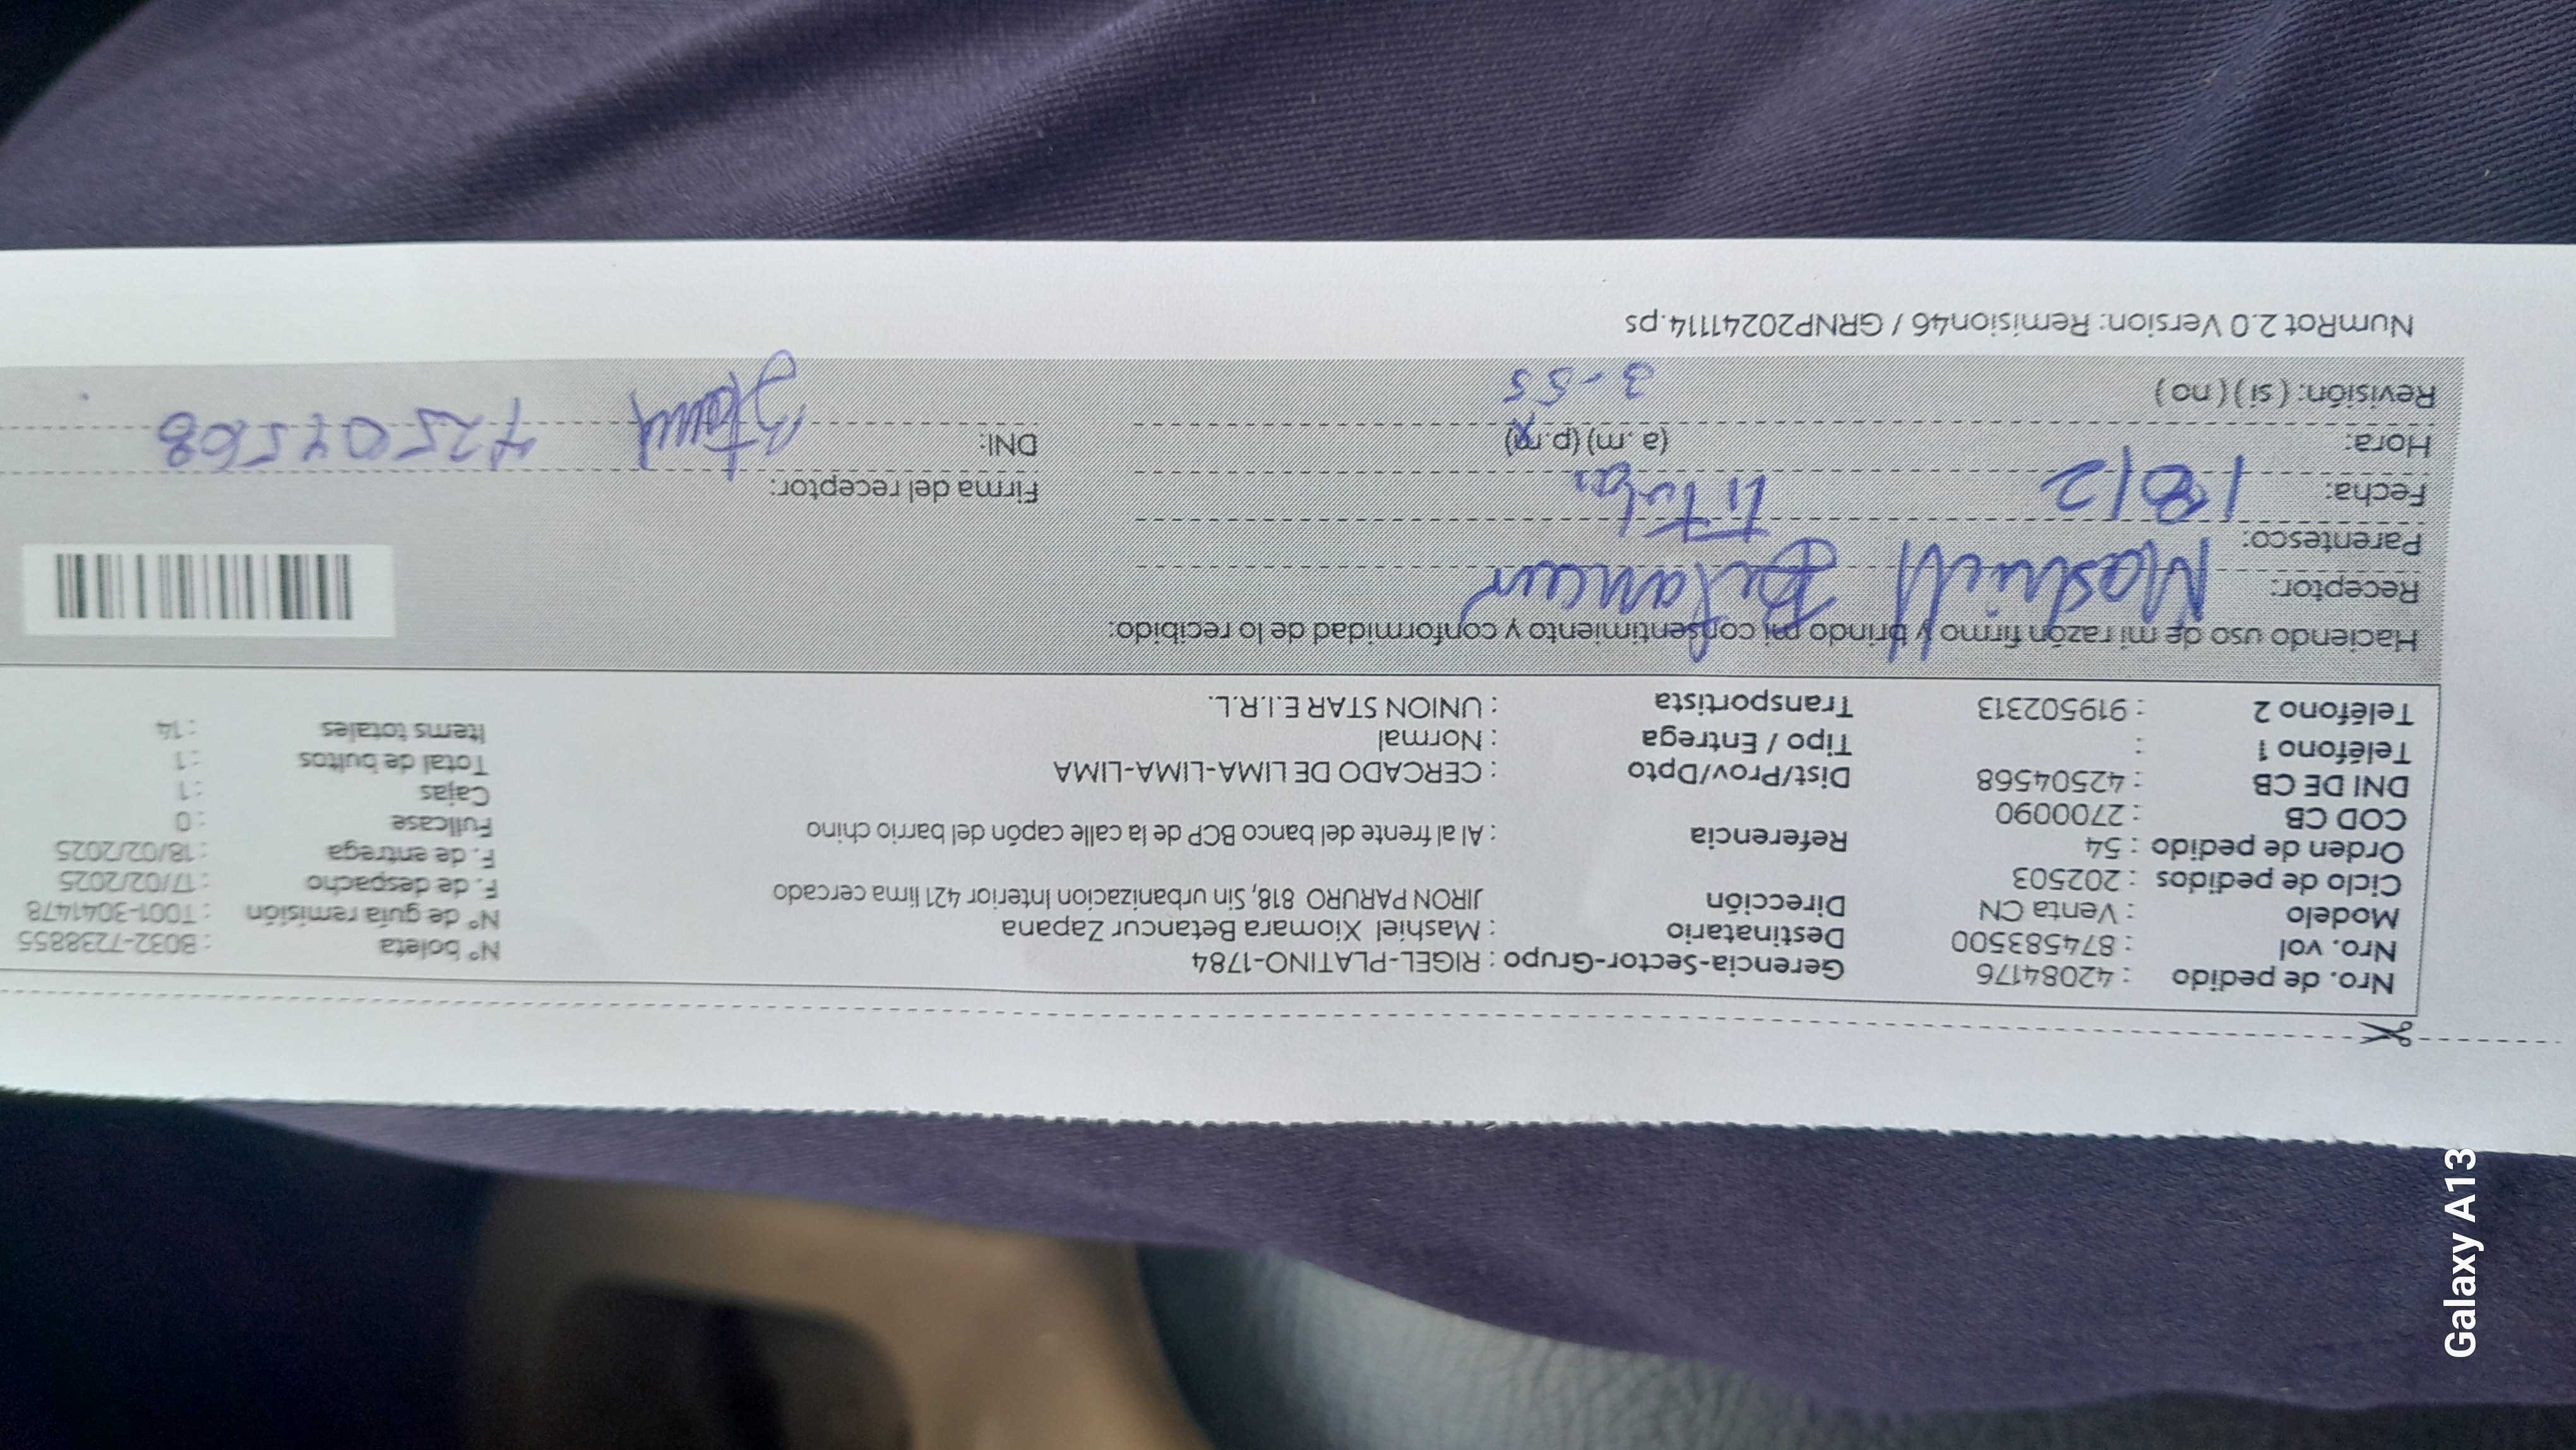 Nro. de pedido : 42084176
Nro. vol : 874583500
Modelo : Venta CN
Ciclo de pedidos : 202503
Orden de pedido : 54
COD CB : 2700090
DNI DE CB : 42504568
Teléfono 1 :
Teléfono 2 : 919502313
Gerencia-Sector-Grupo : RIGEL-PLATINO-1784
Destinatario : Mashiel Xiomara Betancur Zapana
Dirección JIRON PARURO 818, Sin urbanizacion Interior 421 lima cercado
Referencia : Al al frente del banco BCP de la calle capón del barrio chino
Dist/Prov/Dpto : CERCADO DE LIMA-LIMA-LIMA
Tipo / Entrega : Normal
Transportista : UNION STAR E.I.R.L.
N° boleta : B032-7238855
N° de guía remisión : T001-3041478
F. de despacho : 17/02/2025
F. de entrega : 18/02/2025
Fullcase : 0
Cajas : 1
Total de bultos : 1
Items totales : 14
Haciendo uso de mi razón firmo y brindo mi consentimiento y conformidad de lo recibido:
Receptor: Betancur
Parentesco: Titular
Fecha: 18/2
Hora: (a.m) (p.m)
3-55
Revisión: (si) (no)
Firma del receptor:
DNI:
NumRot 2.0 Version: Remision46 / GRNP20241114.ps
Galaxy A13